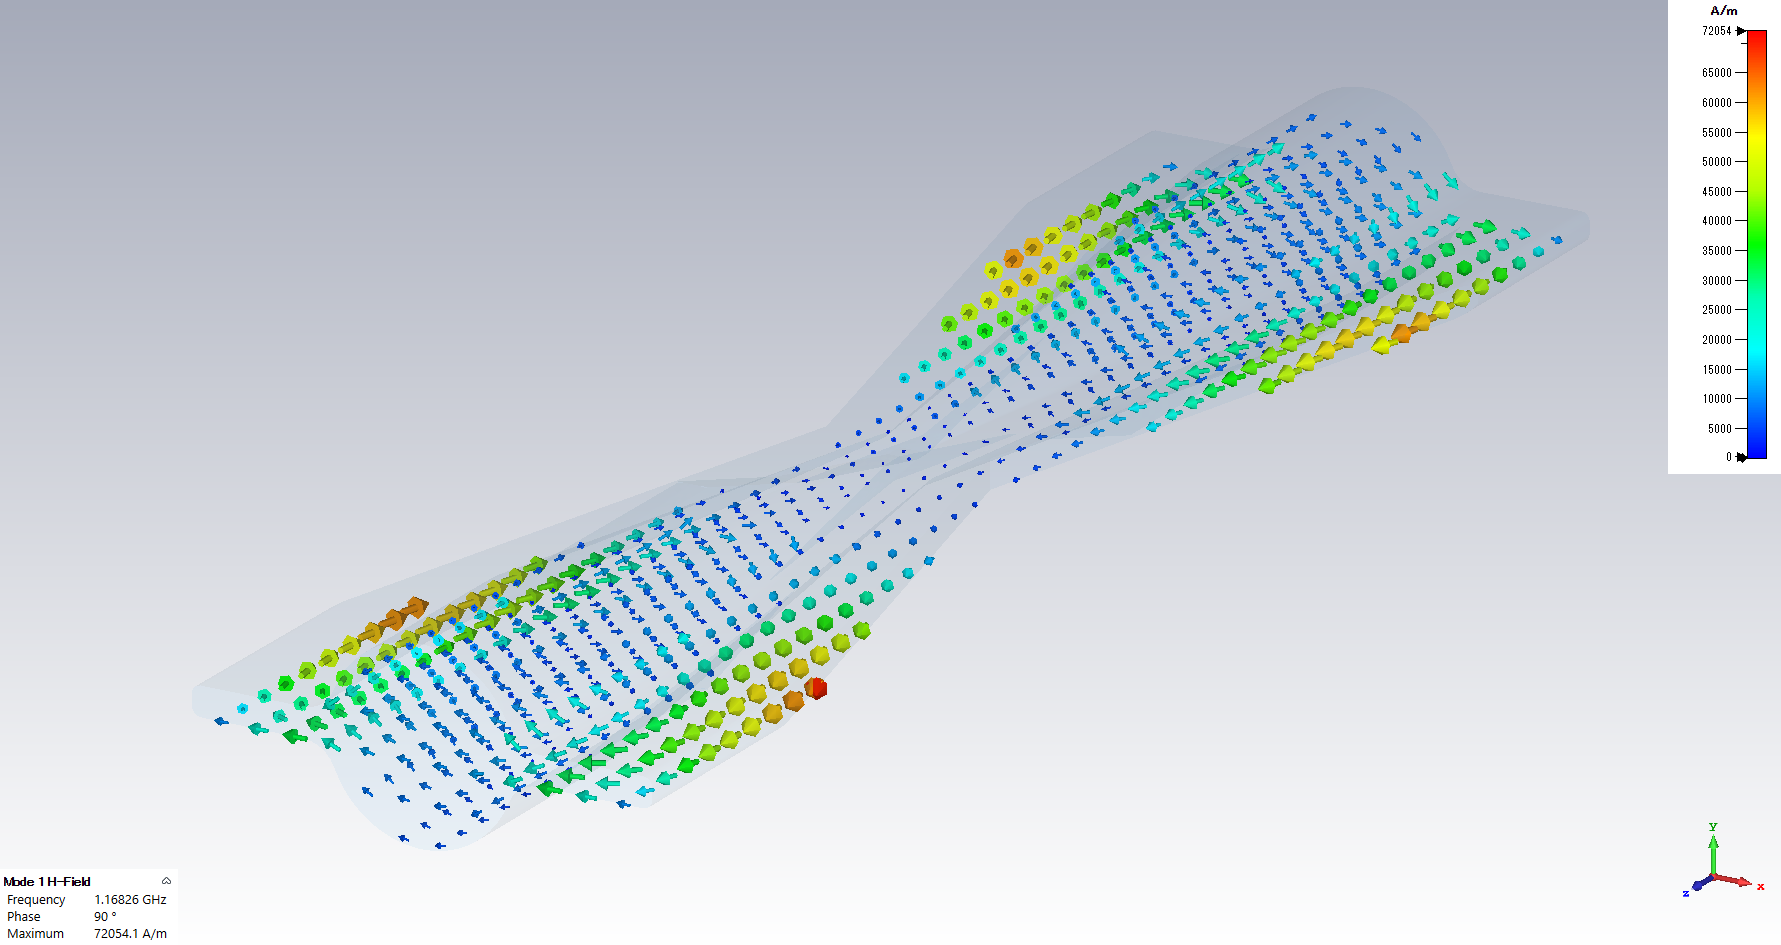 A/m
72054
65000
60000
55000
50000
45000
40000
35000
30000
25000
20000
15000
10000
5000
0
Y
z
x
Mode 1 H-Field
Frequency 1.16826 GHz
Phase 90 °
Maximum 72054.1 A/m